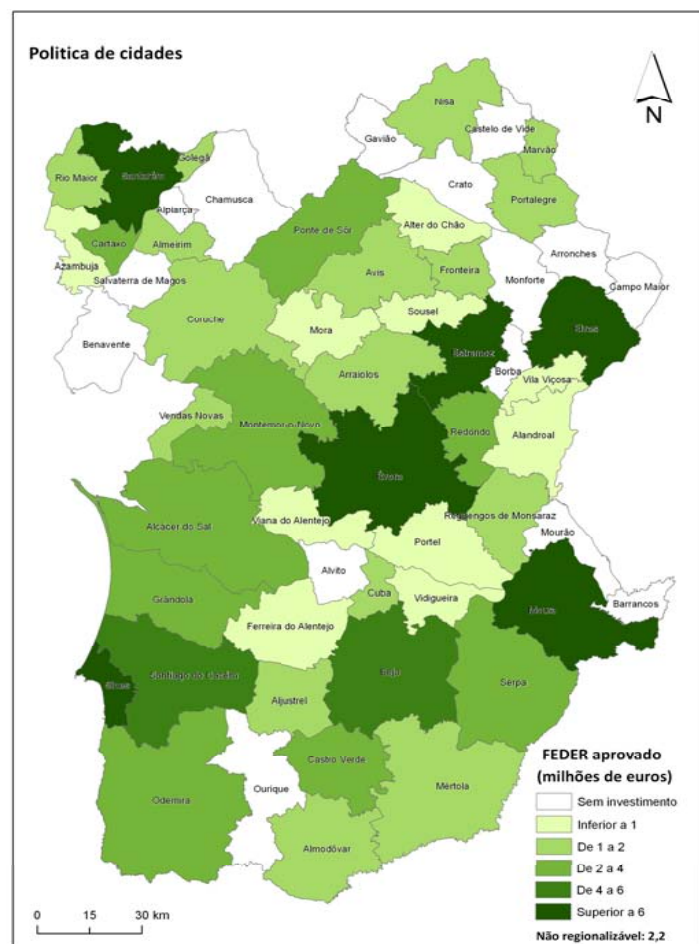 Politica de cidades
N
Nisa
Gavião
Castelo de Vide
Marvão
Golegã
Rio Maior
Santarém
Chamusca
Crato
Portalegre
Alpiarça
Ponte de Sôr
Alter do Chão
Cartaxo
Almeirim
Arronches
Azambuja
Avis
Fronteira
Monforte
Salvaterra de Magos
Campo Maior
Sousel
Coruche
Mora
Elvas
Benavente
Estremoz
Arraiolos
Borba
Vila Viçosa
Vendas Novas
Montemor-o-Novo
Redondo
Alandroal
Évora
Reguengos de Monsaraz
Viana do Alentejo
Alcácer do Sal
Mourão
Portel
Alvito
Cuba
Grândola
Vidigueira
Barrancos
Moura
Ferreira do Alentejo
Sines
Santiago do Cacém
Beja
Serpa
Aljustrel
Castro Verde
Ourique
Mértola
Odemira
Almodôvar
FEDER aprovado
(milhões de euros)
Sem investimento
Inferior a 1
De 1 a 2
De 2 a 4
De 4 a 6
Superior a 6
Não regionalizável: 2,2
0 15 30 km